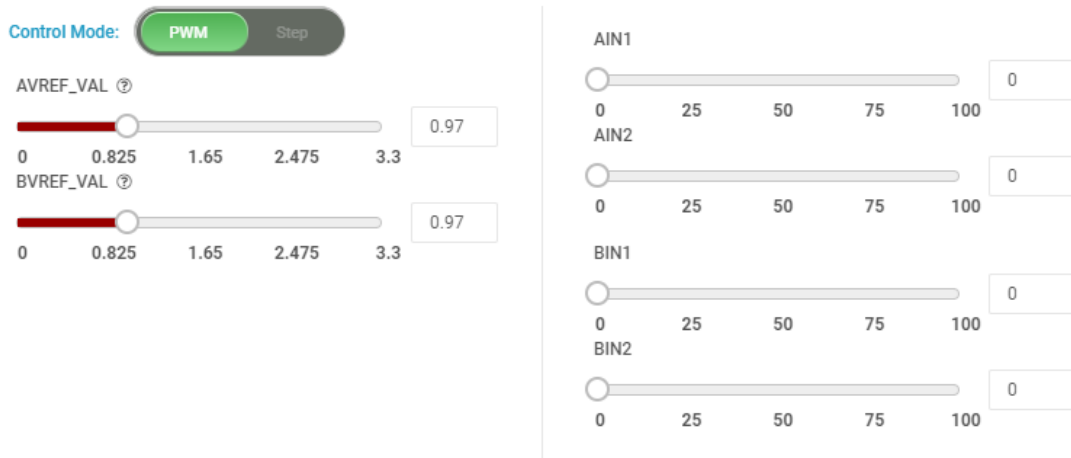 Control Mode: PWM Step
AVREF_VAL ?
0.97
0 0.825 1.65 2.475 3.3
BVREF_VAL ?
0.97
0 0.825 1.65 2.475 3.3
AIN1
0
0 25 50 75 100
AIN2
0
0 25 50 75 100
BIN1
0
0 25 50 75 100
BIN2
0
0 25 50 75 100